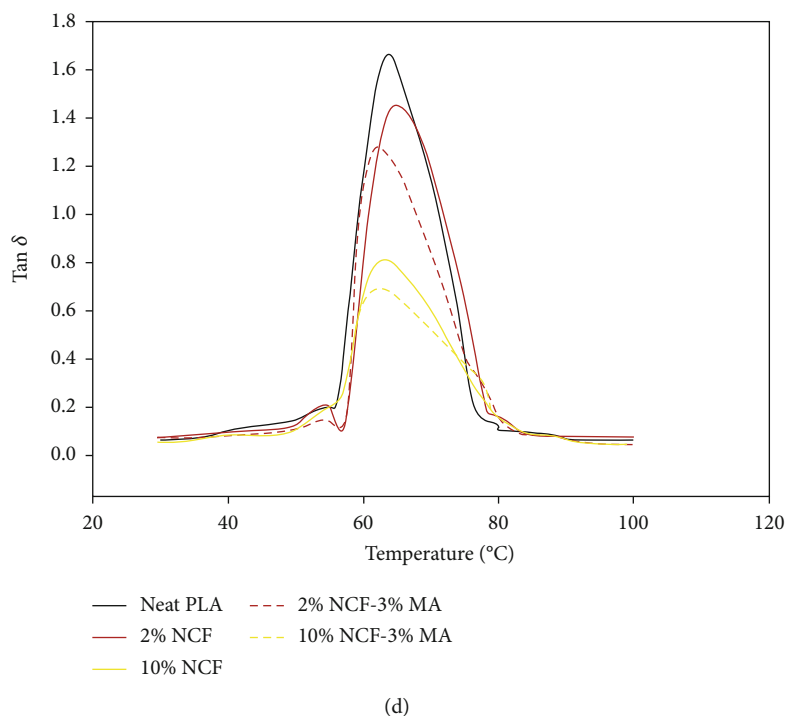 1.8
1.6
1.4
1.2
1.0
0.8
0.6
0.4
0.2
0.0
Tan δ
20 40 60 80 100 120
Temperature (°C)
Neat PLA 2% NCF-3% MA
2% NCF 10% NCF-3% MA
10% NCF
(d)